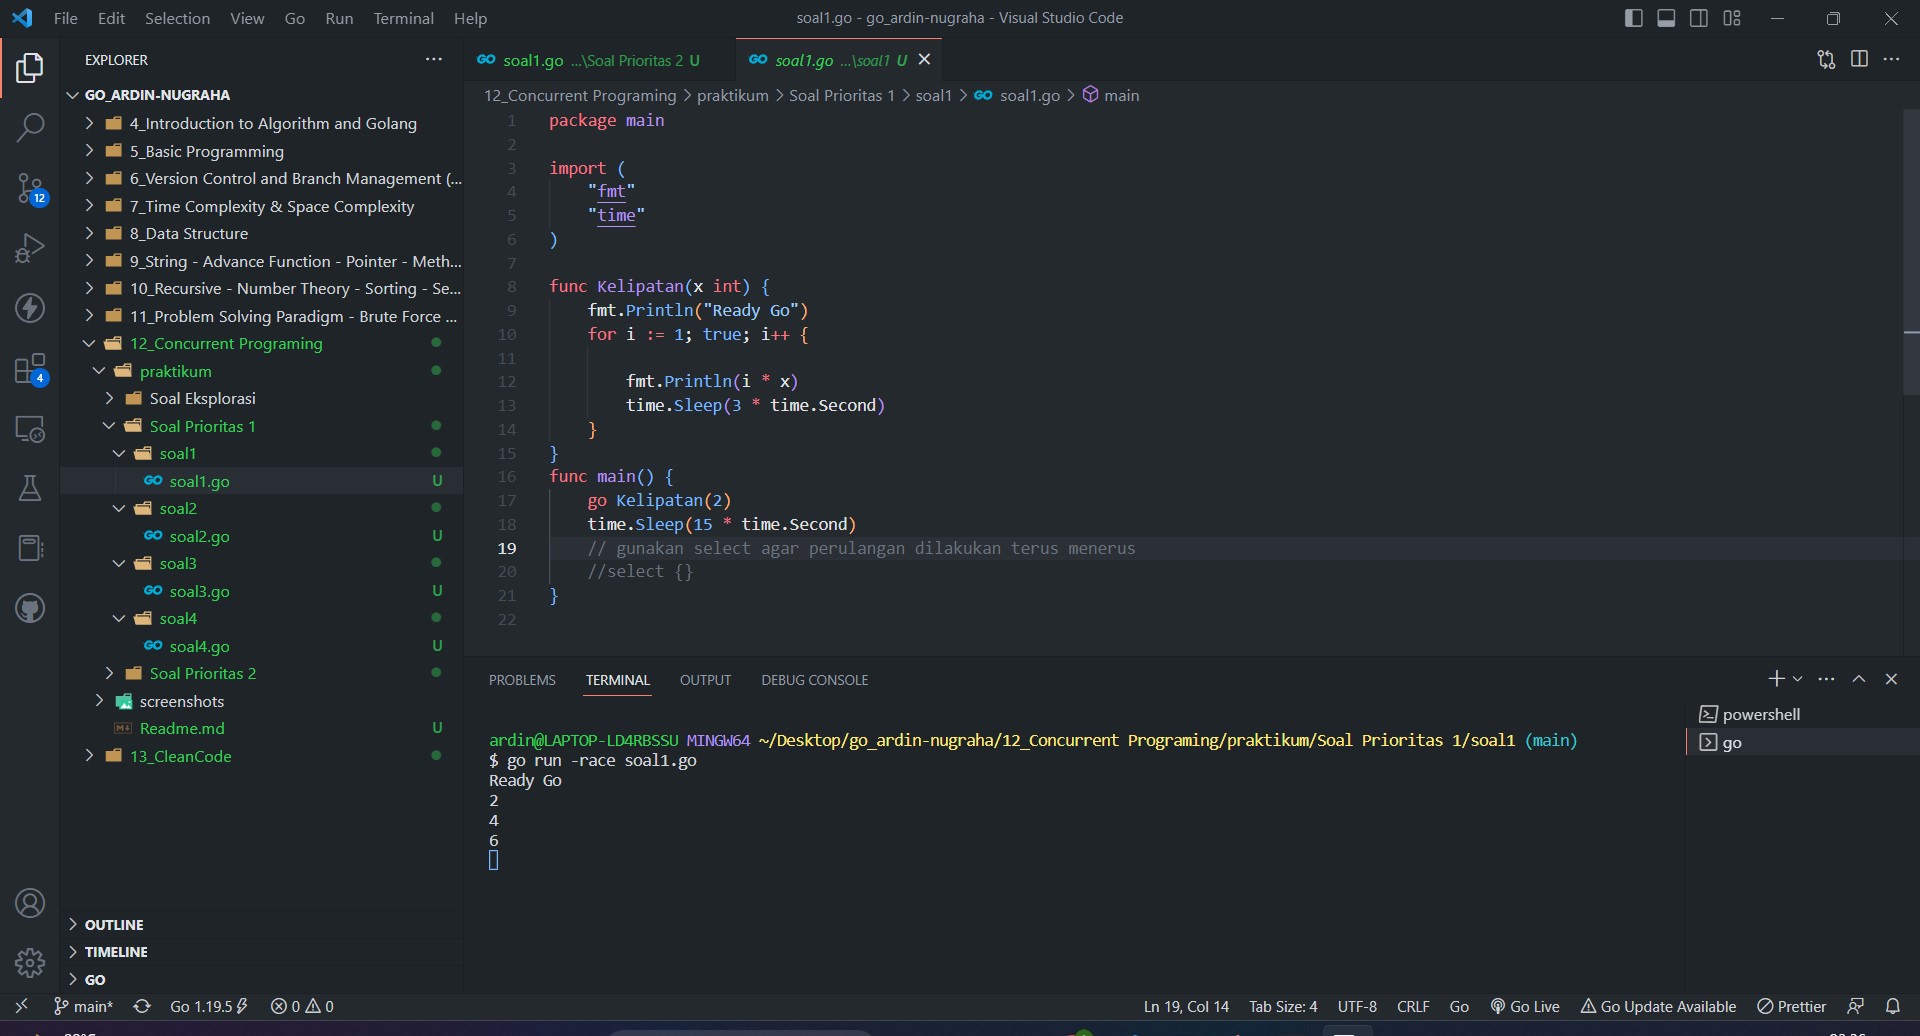 File Edit Selection View Go Run Terminal Help
soal1.go - go_ardin-nugraha - Visual Studio Code
EXPLORER
GO_ARDIN-NUGRAHA
4_Introduction to Algorithm and Golang
5_Basic Programming
6_Version Control and Branch Management (...
7_Time Complexity & Space Complexity
8_Data Structure
9_String - Advance Function - Pointer - Meth...
10_Recursive - Number Theory - Sorting - Se...
11_Problem Solving Paradigm - Brute Force ...
12_Concurrent Programing
praktikum
Soal Eksplorasi
Soal Prioritas 1
soal1
soal1.go U
soal2
soal2.go U
soal3
soal3.go U
soal4
soal4.go U
Soal Prioritas 2
screenshots
Readme.md U
13_CleanCode
OUTLINE
TIMELINE
GO
12
4
soal1.go ...\Soal Prioritas 2 U
soal1.go ...\soal1 U
12_Concurrent Programing > praktikum > Soal Prioritas 1 > soal1 > soal1.go > main
1 package main
2
3 import (
4 "fmt"
5 "time"
6 )
7
8 func Kelipatan(x int) {
9 fmt.Println("Ready Go")
10 for i := 1; true; i++ {
11
12 fmt.Println(i * x)
13 time.Sleep(3 * time.Second)
14 }
15 }
16 func main() {
17 go Kelipatan(2)
18 time.Sleep(15 * time.Second)
19 // gunakan select agar perulangan dilakukan terus menerus
20 //select {}
21 }
22
PROBLEMS TERMINAL OUTPUT DEBUG CONSOLE
ardin@LAPTOP-LD4RBSSU MINGW64 ~/Desktop/go_ardin-nugraha/12_Concurrent Programing/praktikum/Soal Prioritas 1/soal1 (main)
$ go run -race soal1.go
Ready Go
2
4
6
powershell
go
main* Go 1.19.5 0 0
Ln 19, Col 14 Tab Size: 4 UTF-8 CRLF Go Go Live Go Update Available Prettier